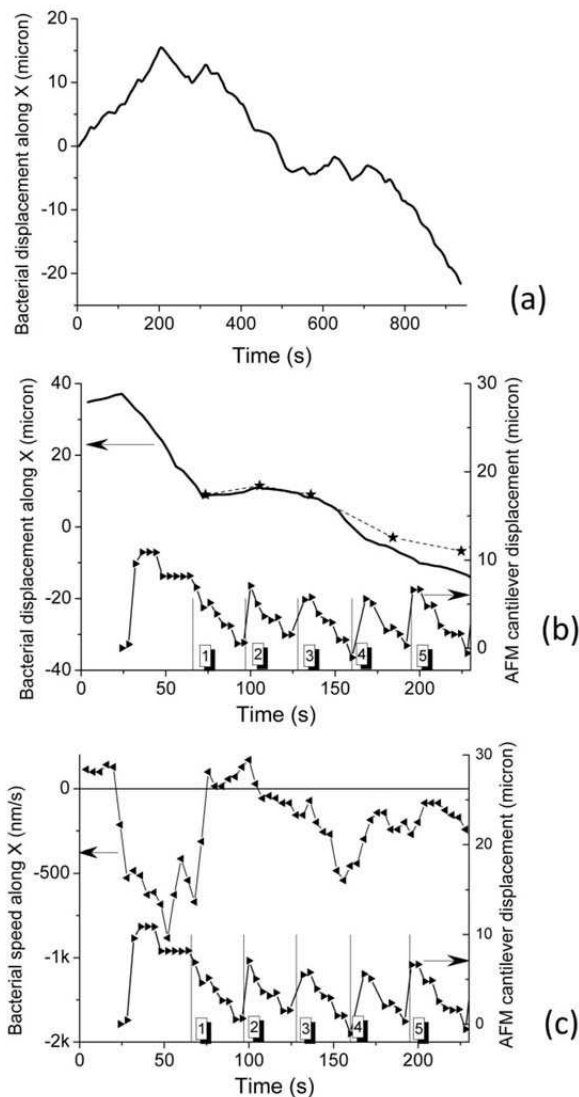 20
10
0
-10
-20
Bacterial displacement along X (micron)
0 200 400 600 800
Time (s)
(a)
40
20
0
-20
-40
Bacterial displacement along X (micron)
30
20
10
0
AFM cantilever displacement (micron)
1 2 3 4 5
0 50 100 150 200
Time (s)
(b)
0
-500
-1k
-2k
Bacterial speed along X (nm/s)
30
20
10
0
AFM cantilever displacement (micron)
1 2 3 4 5
0 50 100 150 200
Time (s)
(c)